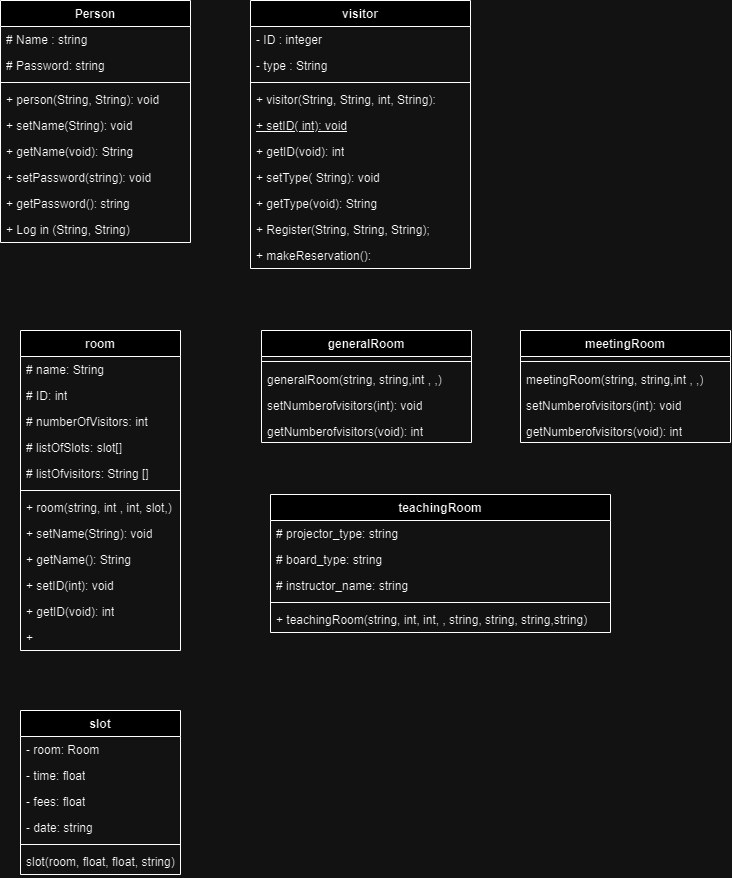 Person
# Name : string
# Password: string
+ person(String, String): void
+ setName(String): void
+ getName(void): String
+ setPassword(string): void
+ getPassword(): string
+ Log in (String, String)
visitor
- ID : integer
- type : String
+ visitor(String, String, int, String):
+ setID( int): void
+ getID(void): int
+ setType( String): void
+ getType(void): String
+ Register(String, String, String);
+ makeReservation():
room
# name: String
# ID: int
# numberOfVisitors: int
# listOfSlots: slot[]
# listOfvisitors: String []
+ room(string, int , int, slot,)
+ setName(String): void
+ getName(): String
+ setID(int): void
+ getID(void): int
+
generalRoom
generalRoom(string, string,int , ,)
setNumberofvisitors(int): void
getNumberofvisitors(void): int
meetingRoom
meetingRoom(string, string,int , ,)
setNumberofvisitors(int): void
getNumberofvisitors(void): int
teachingRoom
# projector_type: string
# board_type: string
# instructor_name: string
+ teachingRoom(string, int, int, , string, string, string,string)
slot
- room: Room
- time: float
- fees: float
- date: string
slot(room, float, float, string)